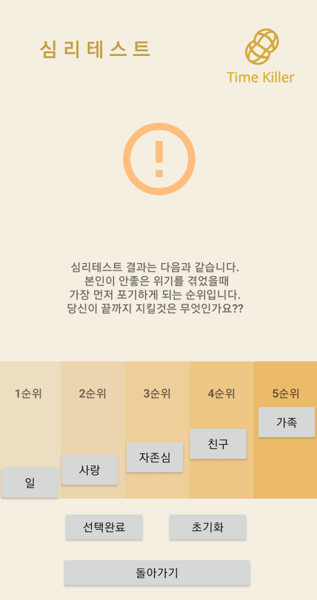 심리테스트
Time Killer
심리테스트 결과는 다음과 같습니다.
본인이 안좋은 위기를 겪었을때
가장 먼저 포기하게 되는 순위입니다.
당신이 끝까지 지킬것은 무엇인가요??
1순위 2순위 3순위 4순위 5순위
가족
친구
자존심
사랑
일
선택완료 초기화
돌아가기